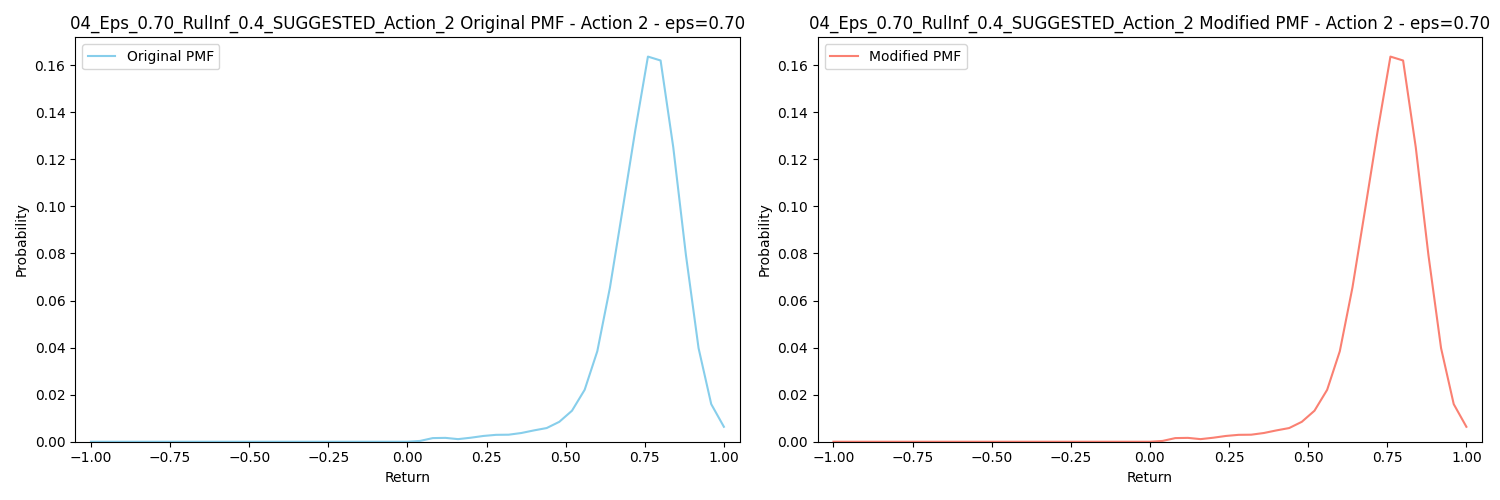 04_Eps_0.70_RulInf_0.4_SUGGESTED_Action_2 Original PMF - Action 2 - eps=0.70
Original PMF
0.16
0.14
0.12
0.10
0.08
0.06
0.04
0.02
0.00
Probability
−1.00 −0.75 −0.50 −0.25 0.00 0.25 0.50 0.75 1.00
Return
04_Eps_0.70_RulInf_0.4_SUGGESTED_Action_2 Modified PMF - Action 2 - eps=0.70
Modified PMF
0.16
0.14
0.12
0.10
0.08
0.06
0.04
0.02
0.00
Probability
−1.00 −0.75 −0.50 −0.25 0.00 0.25 0.50 0.75 1.00
Return